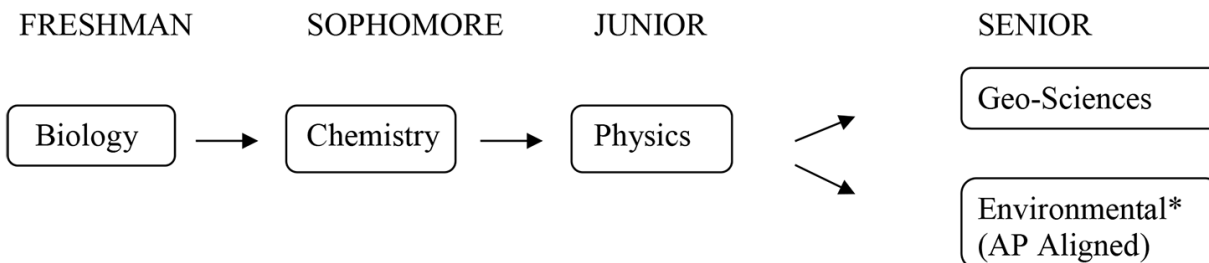 FRESHMAN SOPHOMORE JUNIOR SENIOR
Geo-Sciences
Biology Chemistry Physics
Environmental*
(AP Aligned)